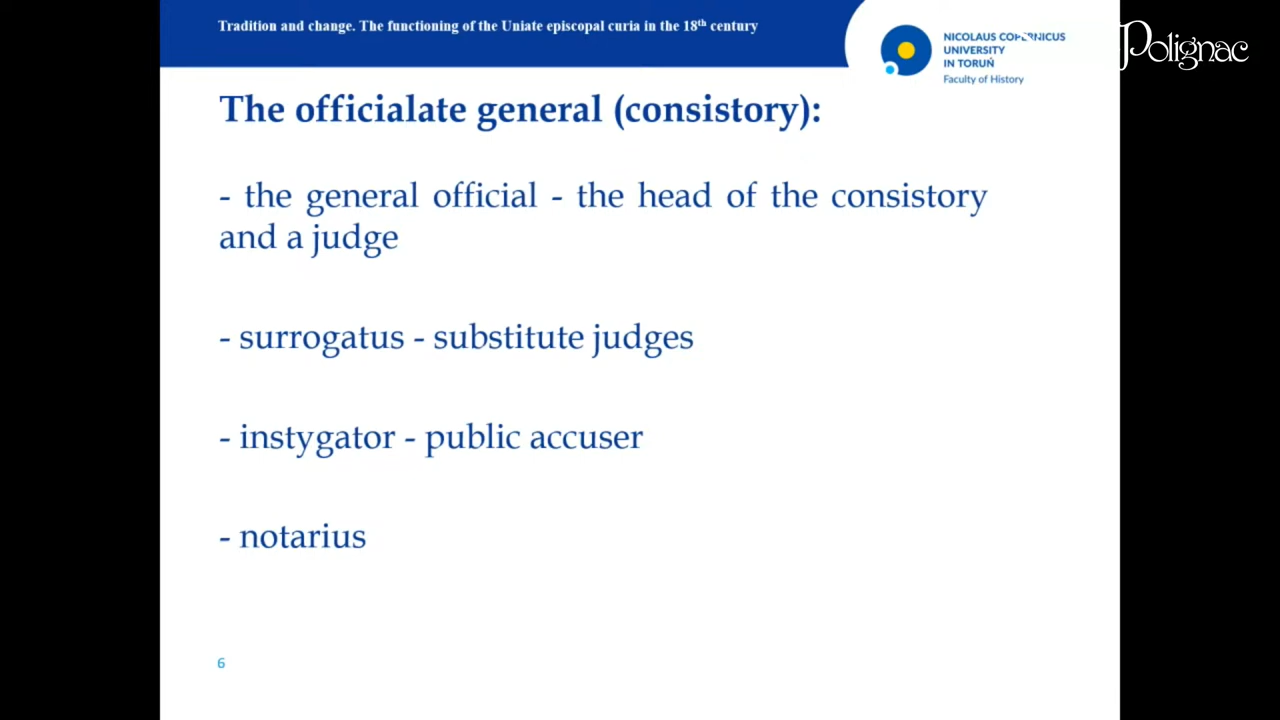 Tradition and change. The functioning of the Uniate episcopal curia in the 18th century
NICOLAUS COPERNICUS
UNIVERSITY
IN TORUŃ
Faculty of History
Polignac
The officialate general (consistory):
- the general official - the head of the consistory
and a judge
- surrogatus - substitute judges
- instygator - public accuser
- notarius
6